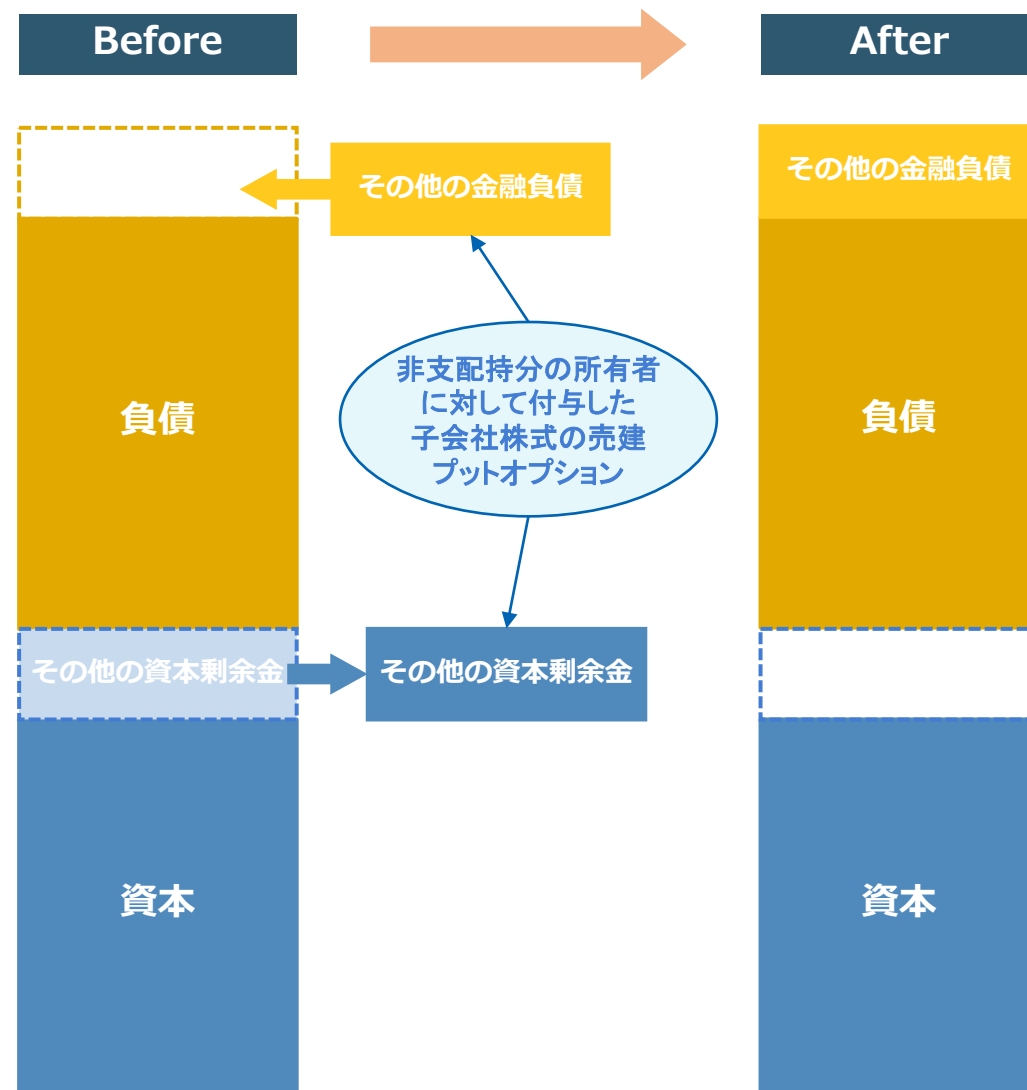 Before
After
その他の金融負債
その他の金融負債
非支配持分の所有者
に対して付与した
子会社株式の売建
プットオプション
負債
負債
その他の資本剰余金
その他の資本剰余金
資本
資本